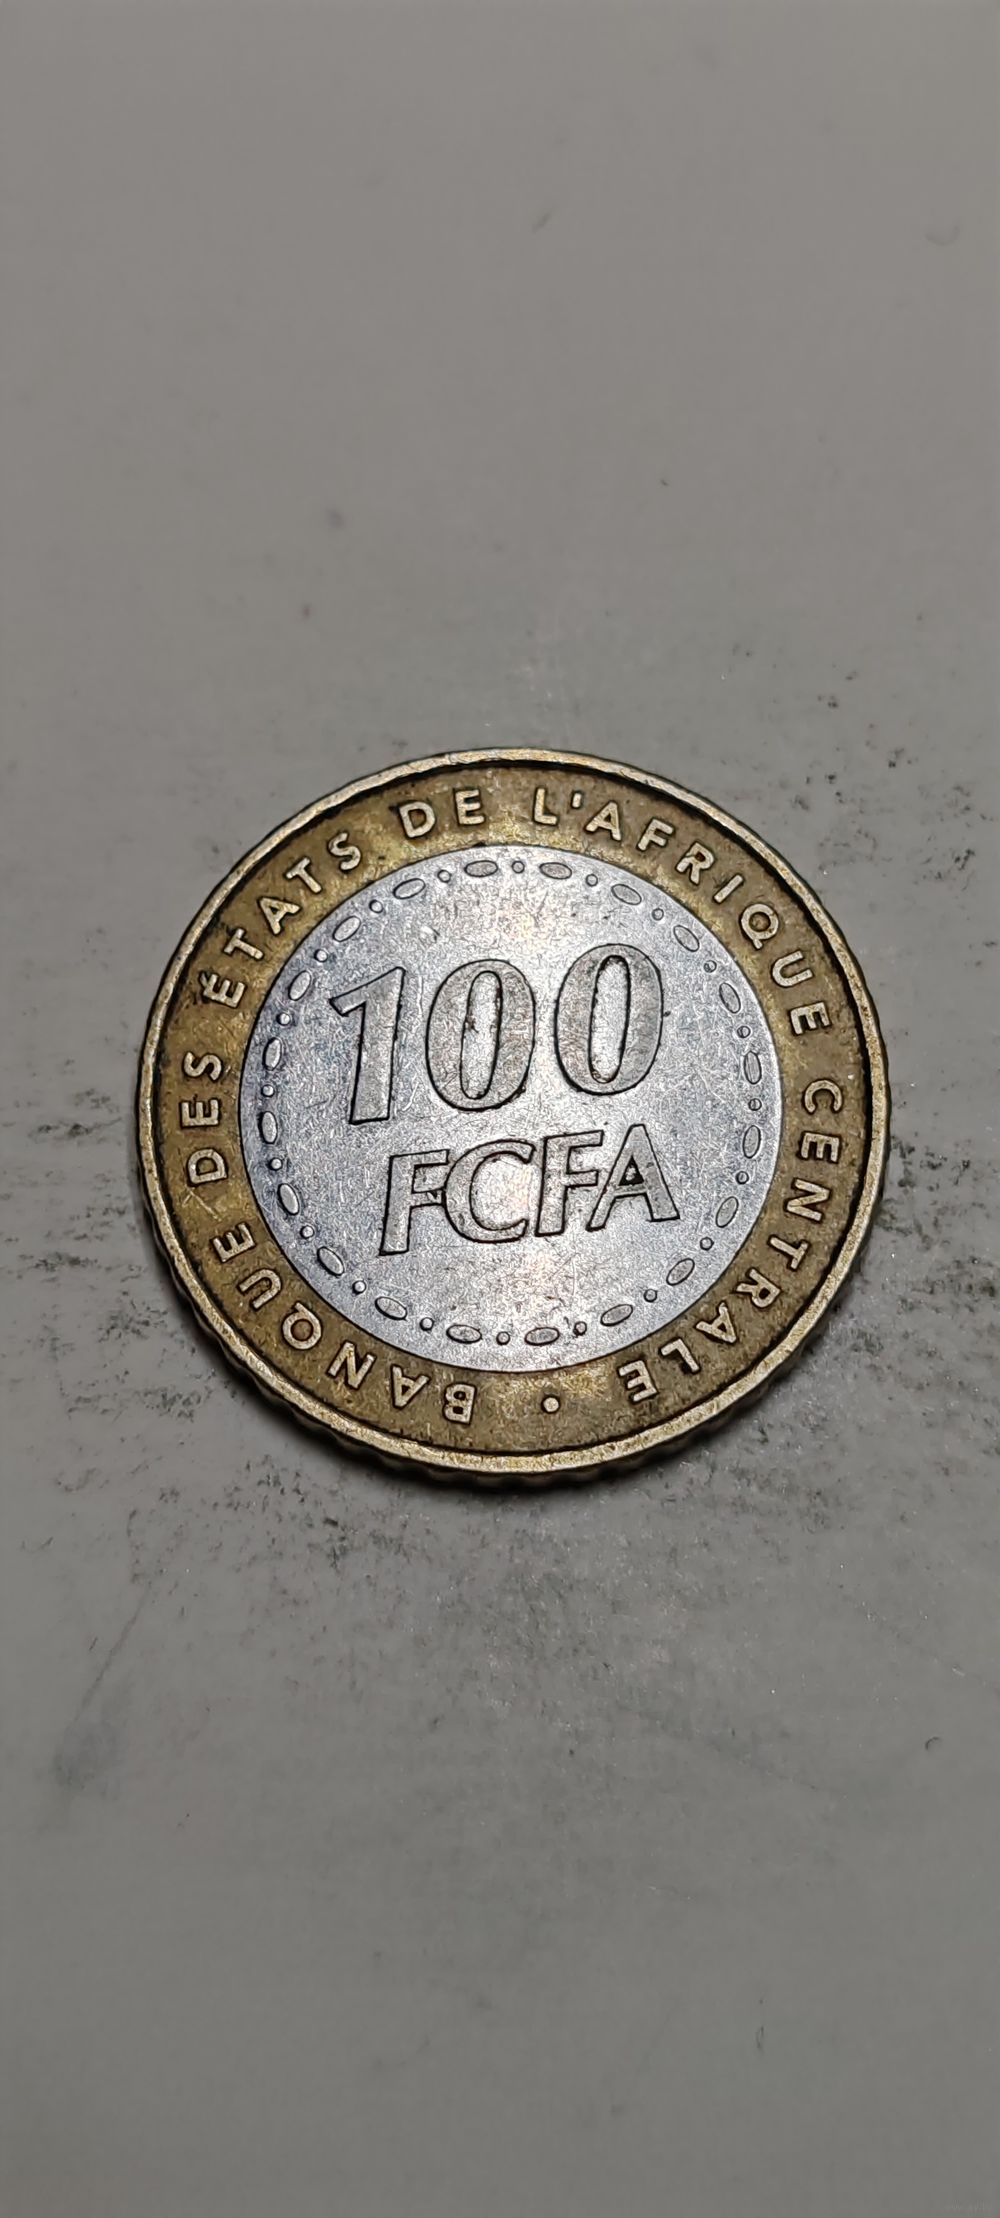 BANQUE DES ÉTATS DE L'AFRIQUE CENTRALE
100
FCFA